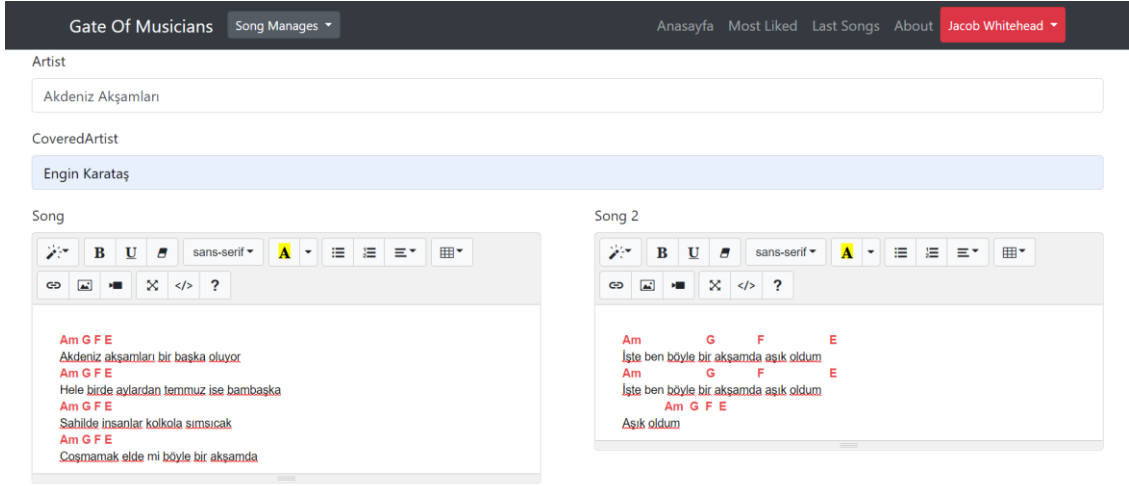 Gate Of Musicians Song Manages Anasayfa Most Liked Last Songs About Jacob Whitehead
Artist
Akdeniz Akşamları
CoveredArtist
Engin Karataş
Song
B U sans-serif A
</> ?
Am G F E
Akdeniz akşamları bir başka oluyor
Am G F E
Hele birde aylardan temmuz ise bambaşka
Am G F E
Sahilde insanlar kolkola sımsıcak
Am G F E
Coşmamak elde mi böyle bir akşamda
Song 2
B U sans-serif A
</> ?
Am G F E
İşte ben böyle bir akşamda aşık oldum
Am G F E
İşte ben böyle bir akşamda aşık oldum
Am G F E
Aşık oldum